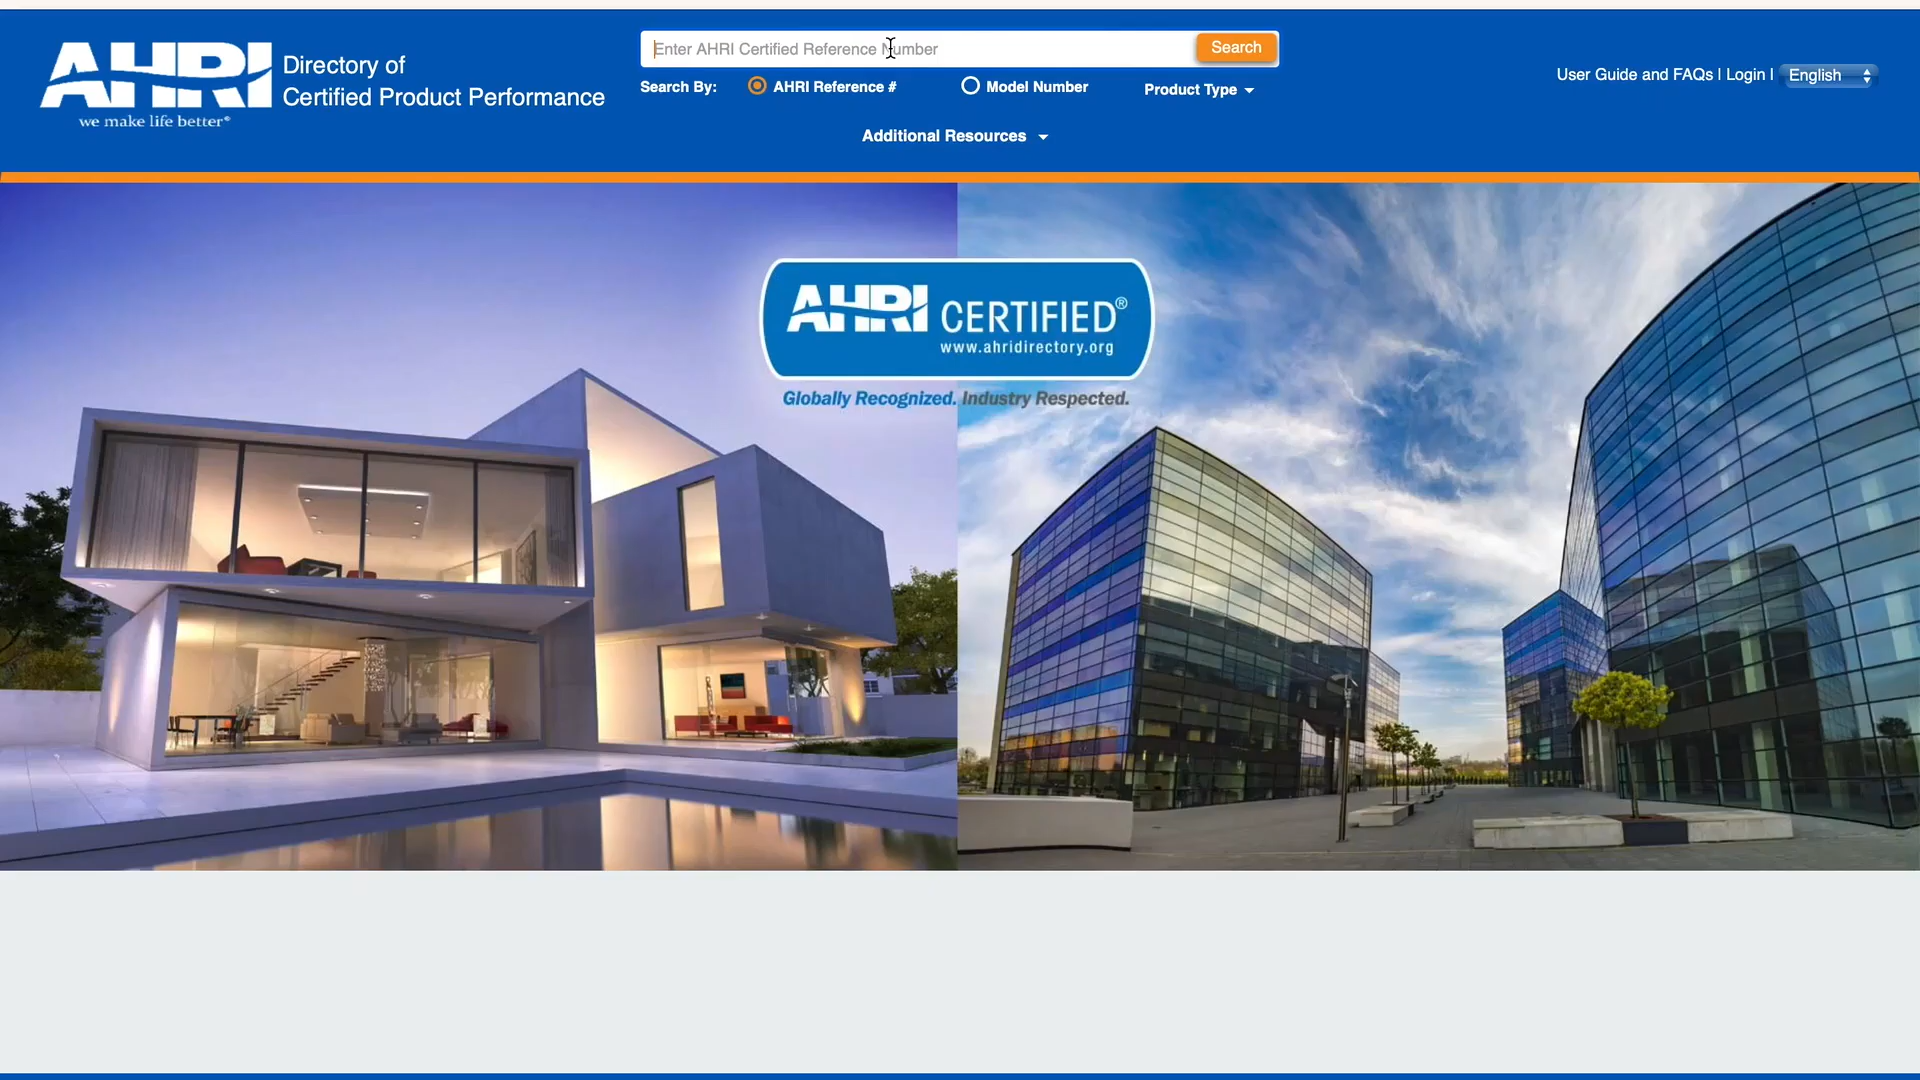 AHRI
we make life better®
Directory of
Certified Product Performance
Enter AHRI Certified Reference Number
Search
Search By:
AHRI Reference #
Model Number
Product Type
Additional Resources
User Guide and FAQs | Login |
English
AHRI CERTIFIED®
www.ahridirectory.org
Globally Recognized. Industry Respected.